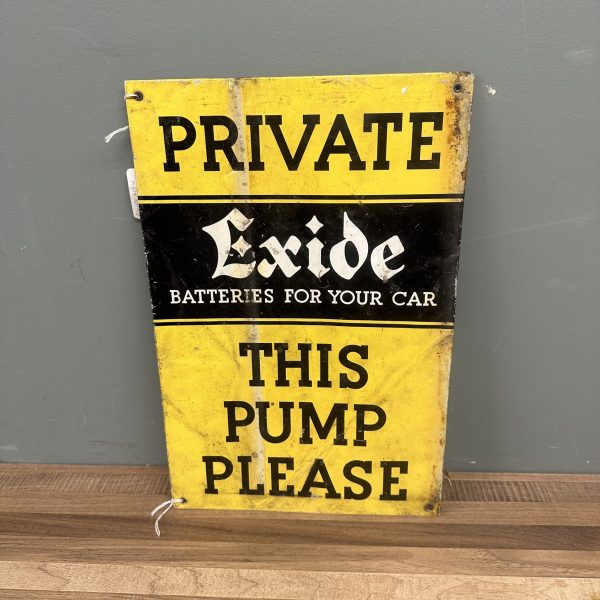 PRIVATE
Exide
BATTERIES FOR YOUR CAR
THIS
PUMP
PLEASE